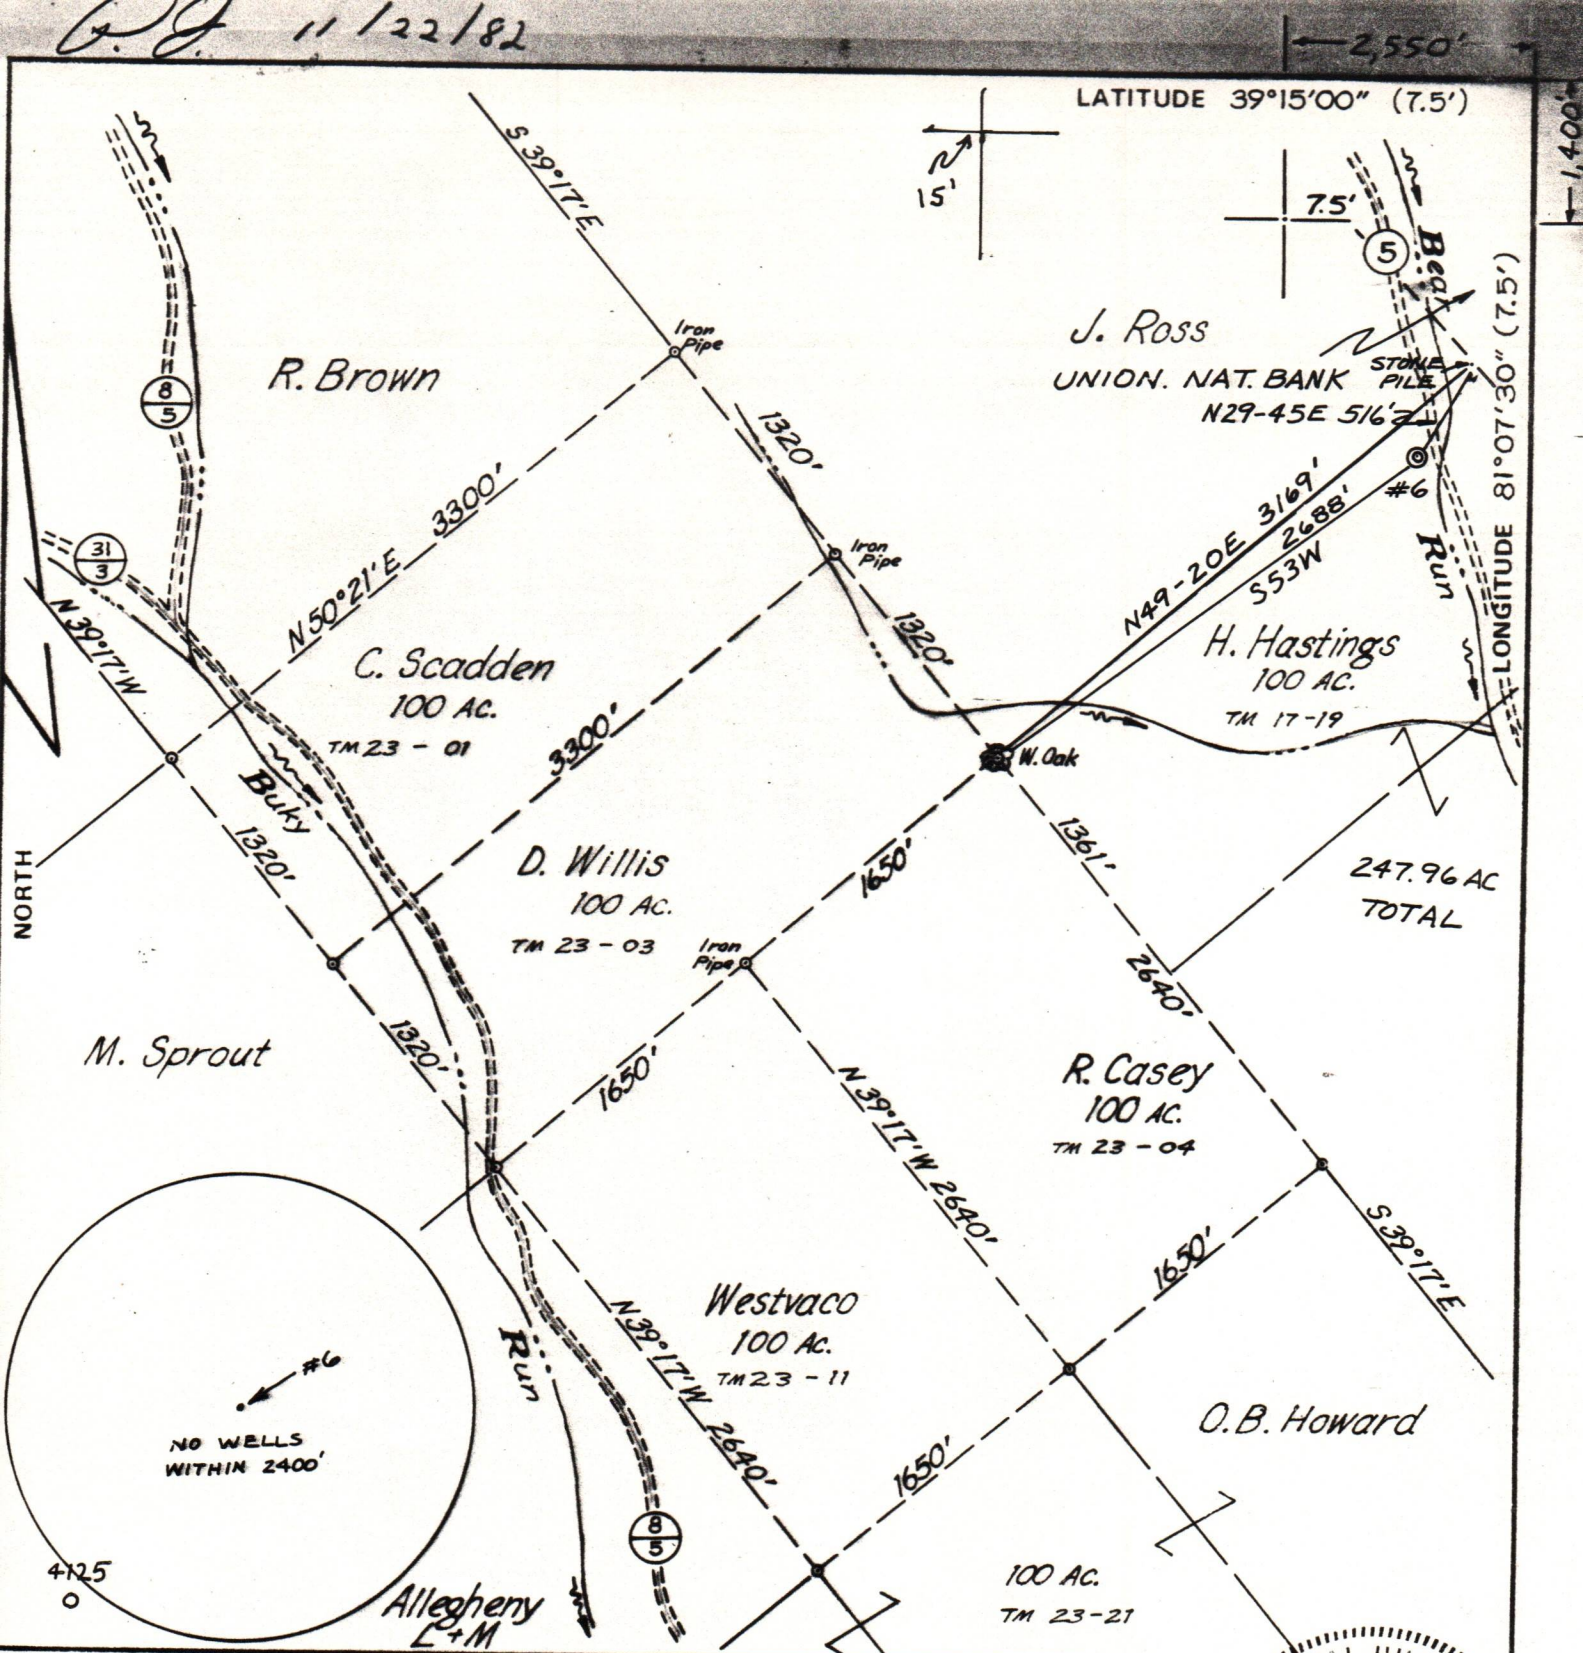 11/22/82
2,550'
LATITUDE 39°15'00" (7.5')
1,400'
15'
7.5'
S 39°17' E
5
Bear
Run
LONGITUDE 81°07'30" (7.5')
Iron
Pipe
J. Ross
UNION. NAT. BANK
STONE
PILE
N29-45E 516'
#6
R. Brown
8
5
1320'
3300'
N 50°21' E
N49-20E 3169'
2688'
S53W
31
3
Iron
Pipe
N 39°17' W
1320'
H. Hastings
100 AC.
TM 17-19
C. Scadden
100 AC.
TM 23 - 01
3300'
W. Oak
Buky
Run
1320'
NORTH
1361'
D. Willis
100 AC.
TM 23 - 03
1650'
247.96 AC
TOTAL
Iron
Pipe
2640'
M. Sprout
1320'
1650'
R. Casey
100 AC.
TM 23 - 04
N 39°17' W 2640'
S 39°17' E
1650'
Westvaco
100 AC.
TM 23 - 11
N 39°17' W 2640'
#6
NO WELLS
WITHIN 2400'
O.B. Howard
1650'
8
5
4125
Allegheny
L+M
100 AC.
TM 23-21